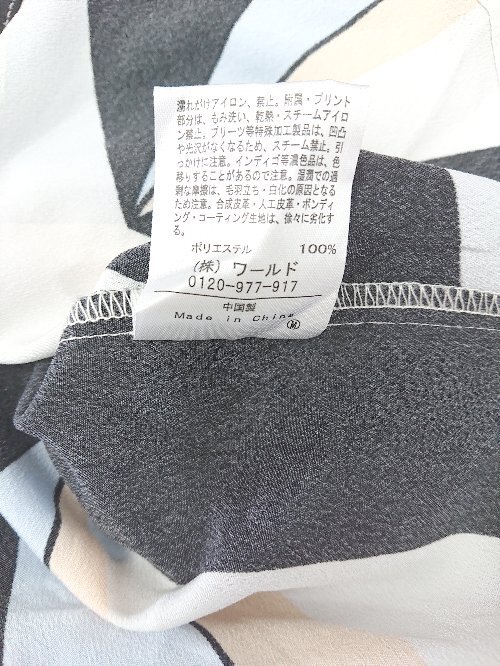 濡れがけアイロン、禁止。附属・プリント
部分は、もみ洗い、乾熱・スチームアイロ
ン禁止。プリーツ等特殊加工製品は、凹凸
や光沢がなくなるため、スチーム禁止。引
っかけに注意。インディゴ等濃色品は、色
移りすることがあるので注意。湿潤での過
剰な摩擦は、毛羽立ち・白化の原因となる
ため注意。合成皮革・人工皮革・ボンディ
ング・コーティング生地は、徐々に劣化す
る。
ポリエステル 100%
(株) ワールド
0120-977-917
中国製
Made in China